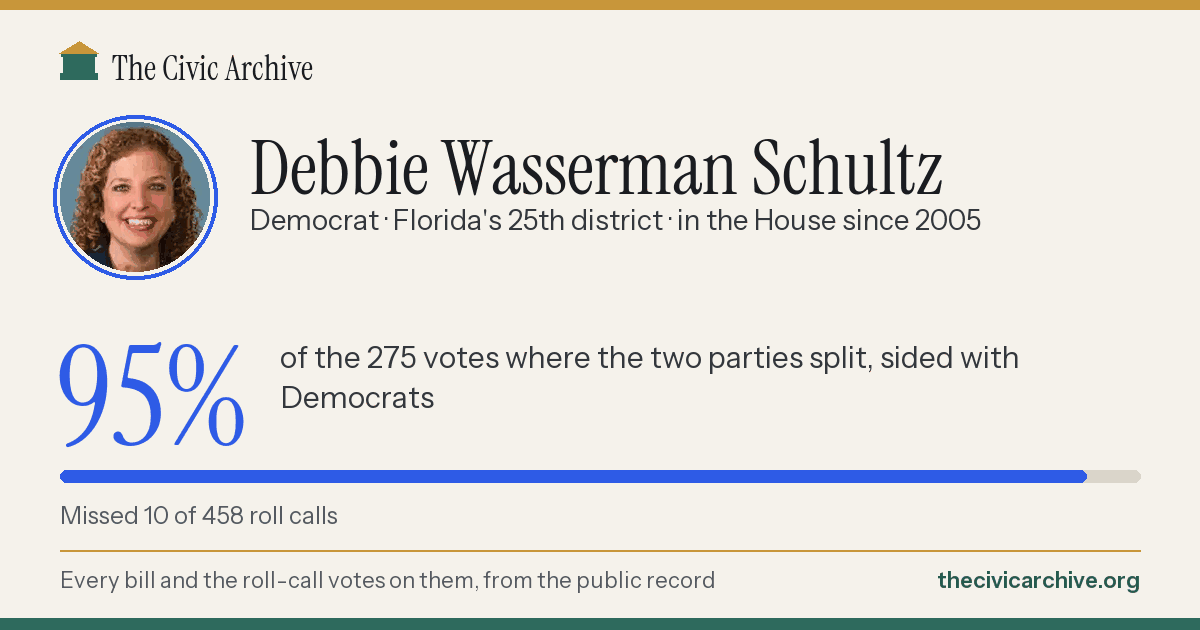 The Civic Archive
Debbie Wasserman Schultz
Democrat · Florida's 25th district · in the House since 2005
95%
of the 275 votes where the two parties split, sided with
Democrats
Missed 10 of 458 roll calls
Every bill and the roll-call votes on them, from the public record
thecivicarchive.org